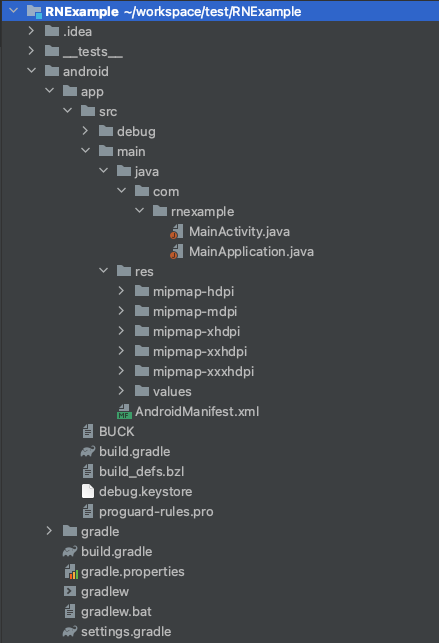 RNExample ~/workspace/test/RNExample
.idea
__tests__
android
app
src
debug
main
java
com
rnexample
MainActivity.java
MainApplication.java
res
mipmap-hdpi
mipmap-mdpi
mipmap-xhdpi
mipmap-xxhdpi
mipmap-xxxhdpi
values
MF AndroidManifest.xml
BUCK
build.gradle
build_defs.bzl
debug.keystore
proguard-rules.pro
gradle
build.gradle
gradle.properties
gradlew
gradlew.bat
settings.gradle